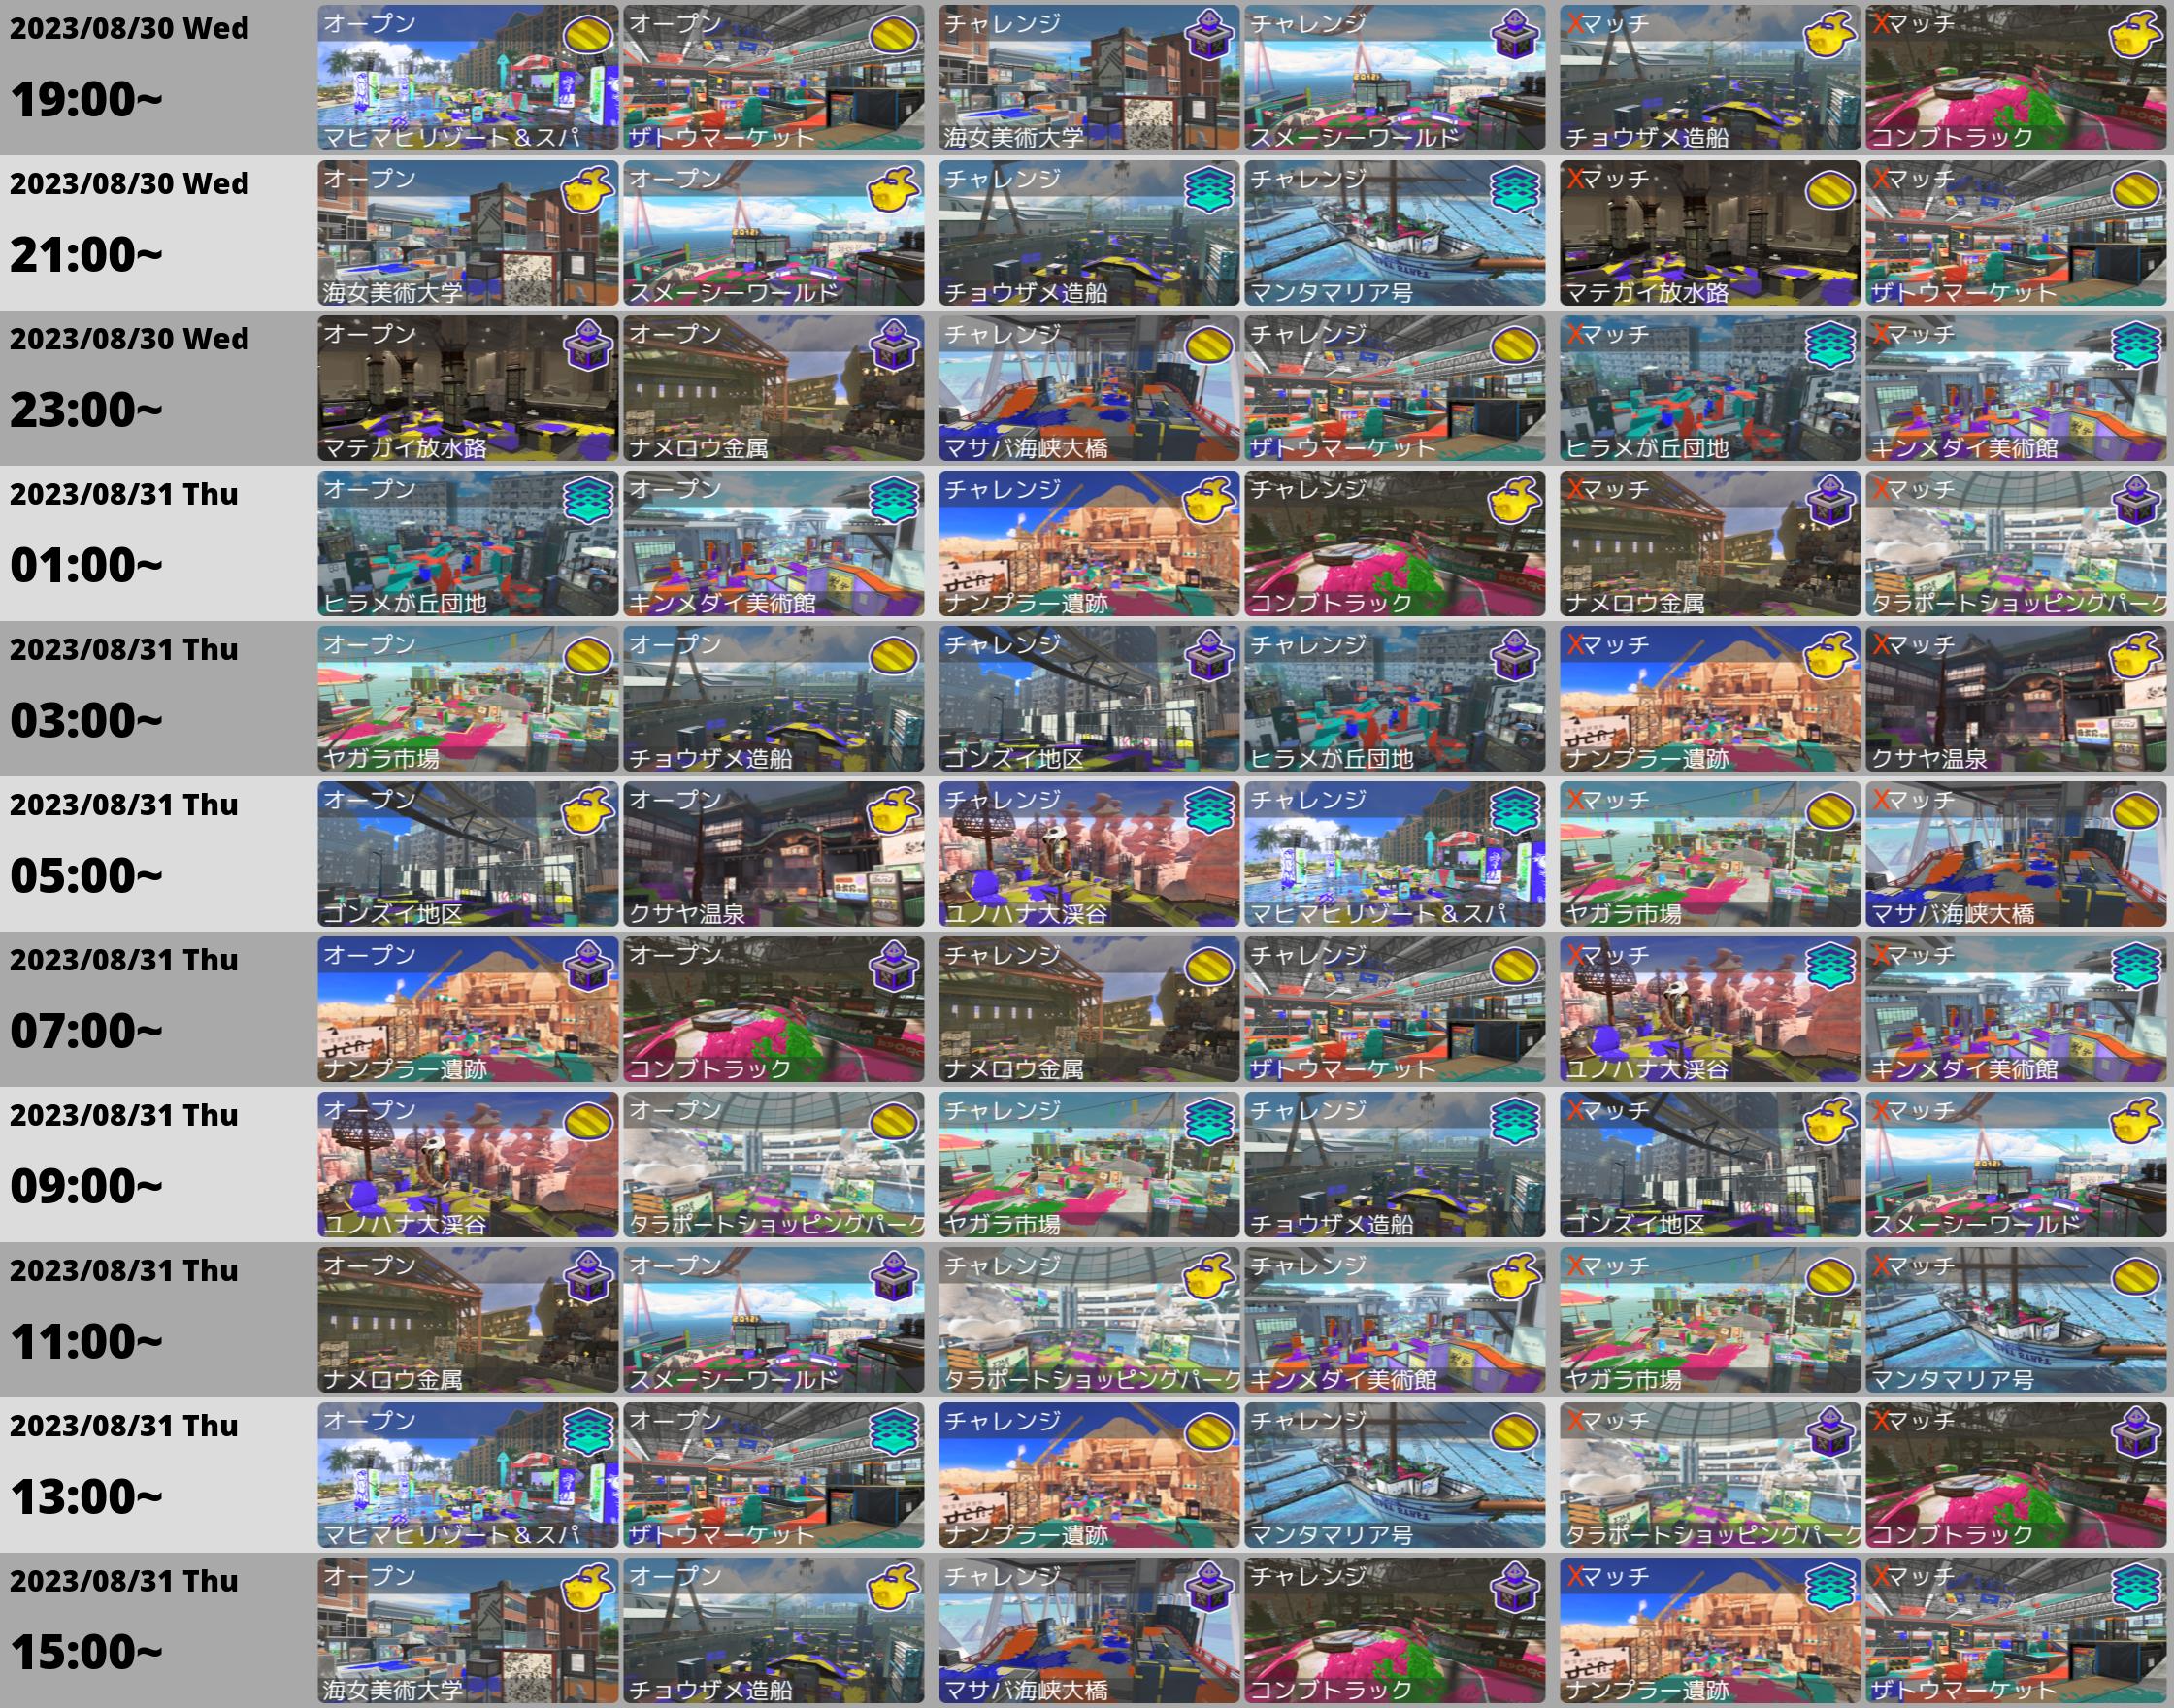 2023/08/30 Wed
19:00~
オープン オープン チャレンジ チャレンジ Xマッチ Xマッチ
マヒマヒリゾート＆スパ ザトウマーケット 海女美術大学 スメーシーワールド チョウザメ造船 コンブトラック
2023/08/30 Wed
21:00~
オープン オープン チャレンジ チャレンジ Xマッチ Xマッチ
海女美術大学 スメーシーワールド チョウザメ造船 マンタマリア号 マテガイ放水路 ザトウマーケット
2023/08/30 Wed
23:00~
オープン オープン チャレンジ チャレンジ Xマッチ Xマッチ
マテガイ放水路 ナメロウ金属 マサバ海峡大橋 ザトウマーケット ヒラメが丘団地 キンメダイ美術館
2023/08/31 Thu
01:00~
オープン オープン チャレンジ チャレンジ Xマッチ Xマッチ
ヒラメが丘団地 キンメダイ美術館 ナンプラー遺跡 コンブトラック ナメロウ金属 タラポートショッピングパーク
2023/08/31 Thu
03:00~
オープン オープン チャレンジ チャレンジ Xマッチ Xマッチ
ヤガラ市場 チョウザメ造船 ゴンズイ地区 ヒラメが丘団地 ナンプラー遺跡 クサヤ温泉
2023/08/31 Thu
05:00~
オープン オープン チャレンジ チャレンジ Xマッチ Xマッチ
ゴンズイ地区 クサヤ温泉 ユノハナ大渓谷 マヒマヒリゾート＆スパ ヤガラ市場 マサバ海峡大橋
2023/08/31 Thu
07:00~
オープン オープン チャレンジ チャレンジ Xマッチ Xマッチ
ナンプラー遺跡 コンブトラック ナメロウ金属 ザトウマーケット ユノハナ大渓谷 キンメダイ美術館
2023/08/31 Thu
09:00~
オープン オープン チャレンジ チャレンジ Xマッチ Xマッチ
ユノハナ大渓谷 タラポートショッピングパーク ヤガラ市場 チョウザメ造船 ゴンズイ地区 スメーシーワールド
2023/08/31 Thu
11:00~
オープン オープン チャレンジ チャレンジ Xマッチ Xマッチ
ナメロウ金属 スメーシーワールド タラポートショッピングパーク キンメダイ美術館 ヤガラ市場 マンタマリア号
2023/08/31 Thu
13:00~
オープン オープン チャレンジ チャレンジ Xマッチ Xマッチ
マヒマヒリゾート＆スパ ザトウマーケット ナンプラー遺跡 マンタマリア号 タラポートショッピングパーク コンブトラック
2023/08/31 Thu
15:00~
オープン オープン チャレンジ チャレンジ Xマッチ Xマッチ
海女美術大学 チョウザメ造船 マサバ海峡大橋 コンブトラック ナンプラー遺跡 ザトウマーケット